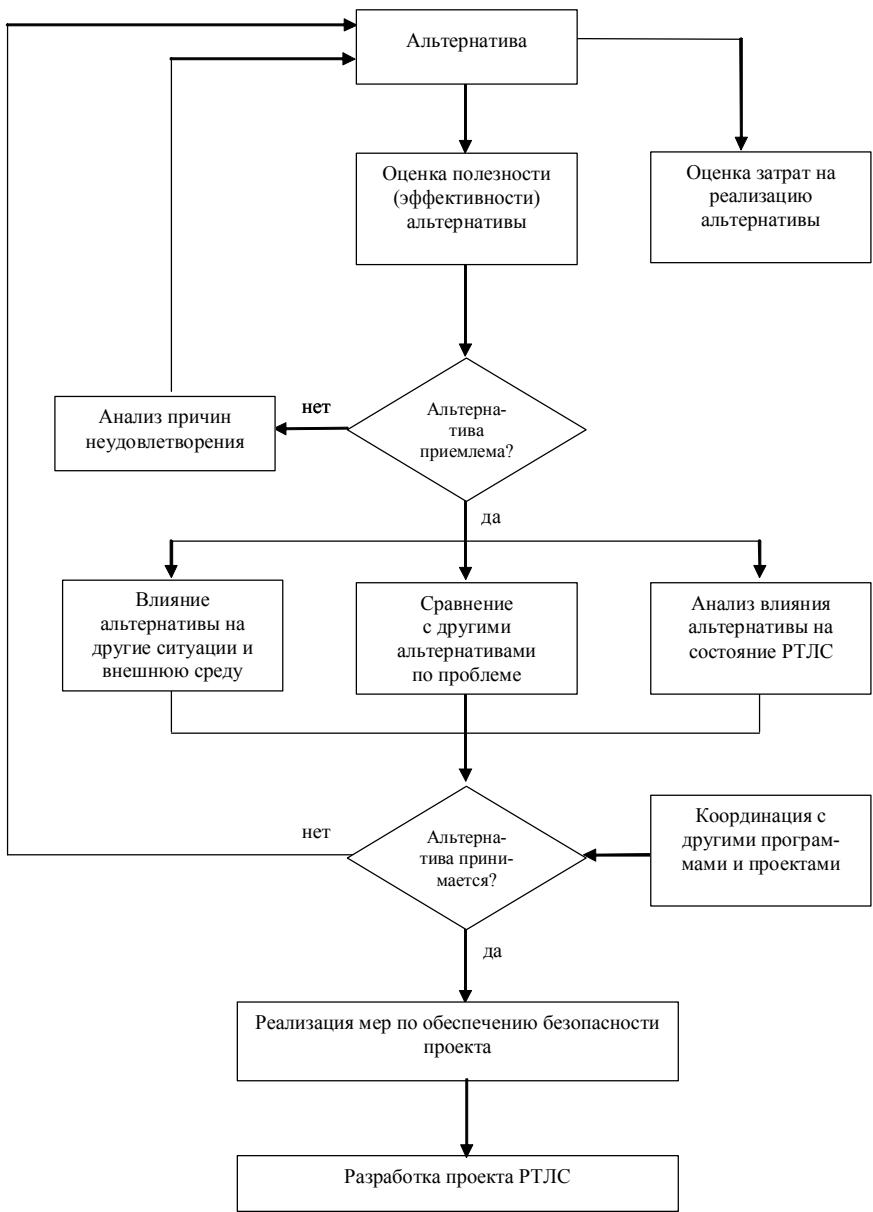 Альтернатива
Оценка полезности
(эффективности)
альтернативы
Оценка затрат на
реализацию
альтернативы
Альтерна-
тива
приемлема?
нет
Анализ причин
неудовлетворения
да
Влияние
альтернативы на
другие ситуации и
внешнюю среду
Сравнение
с другими
альтернативами
по проблеме
Анализ влияния
альтернативы на
состояние РТЛС
нет
Альтерна-
тива прини-
мается?
Координация с
другими програм-
мами и проектами
да
Реализация мер по обеспечению безопасности
проекта
Разработка проекта РТЛС